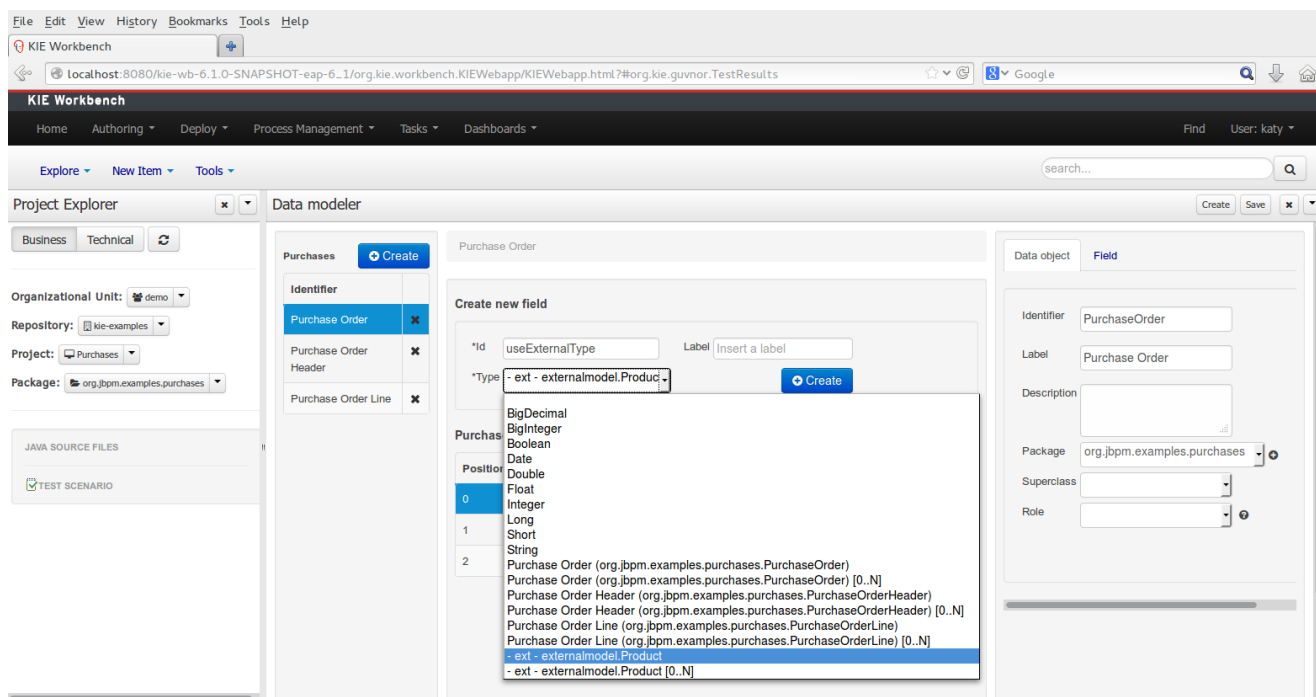 File Edit View History Bookmarks Tools Help
KIE Workbench
localhost:8080/kie-wb-6.1.0-SNAPSHOT-eap-6_1/org.kie.workbench.KIEWebapp/KIEWebapp.html?#org.kie.guvnor.TestResults
Google
KIE Workbench
Home Authoring Deploy Process Management Tasks Dashboards Find User: katy
Explore New Item Tools search...
Project Explorer
Data modeler Create Save
Business Technical
Organizational Unit: demo
Repository: kie-examples
Project: Purchases
Package: org.jbpm.examples.purchases
JAVA SOURCE FILES
TEST SCENARIO
Purchases Create
Identifier
Purchase Order
Purchase Order
Header
Purchase Order Line
Purchase Order
Create new field
*Id useExternalType Label Insert a label
*Type - ext - externalmodel.Produc Create
BigDecimal
BigInteger
Boolean
Date
Double
Float
Integer
Long
Short
String
Purchase Order (org.jbpm.examples.purchases.PurchaseOrder)
Purchase Order (org.jbpm.examples.purchases.PurchaseOrder) [0..N]
Purchase Order Header (org.jbpm.examples.purchases.PurchaseOrderHeader)
Purchase Order Header (org.jbpm.examples.purchases.PurchaseOrderHeader) [0..N]
Purchase Order Line (org.jbpm.examples.purchases.PurchaseOrderLine)
Purchase Order Line (org.jbpm.examples.purchases.PurchaseOrderLine) [0..N]
- ext - externalmodel.Product
- ext - externalmodel.Product [0..N]
Purchas
Position
0
1
2
Data object Field
Identifier PurchaseOrder
Label Purchase Order
Description
Package org.jbpm.examples.purchases
Superclass
Role